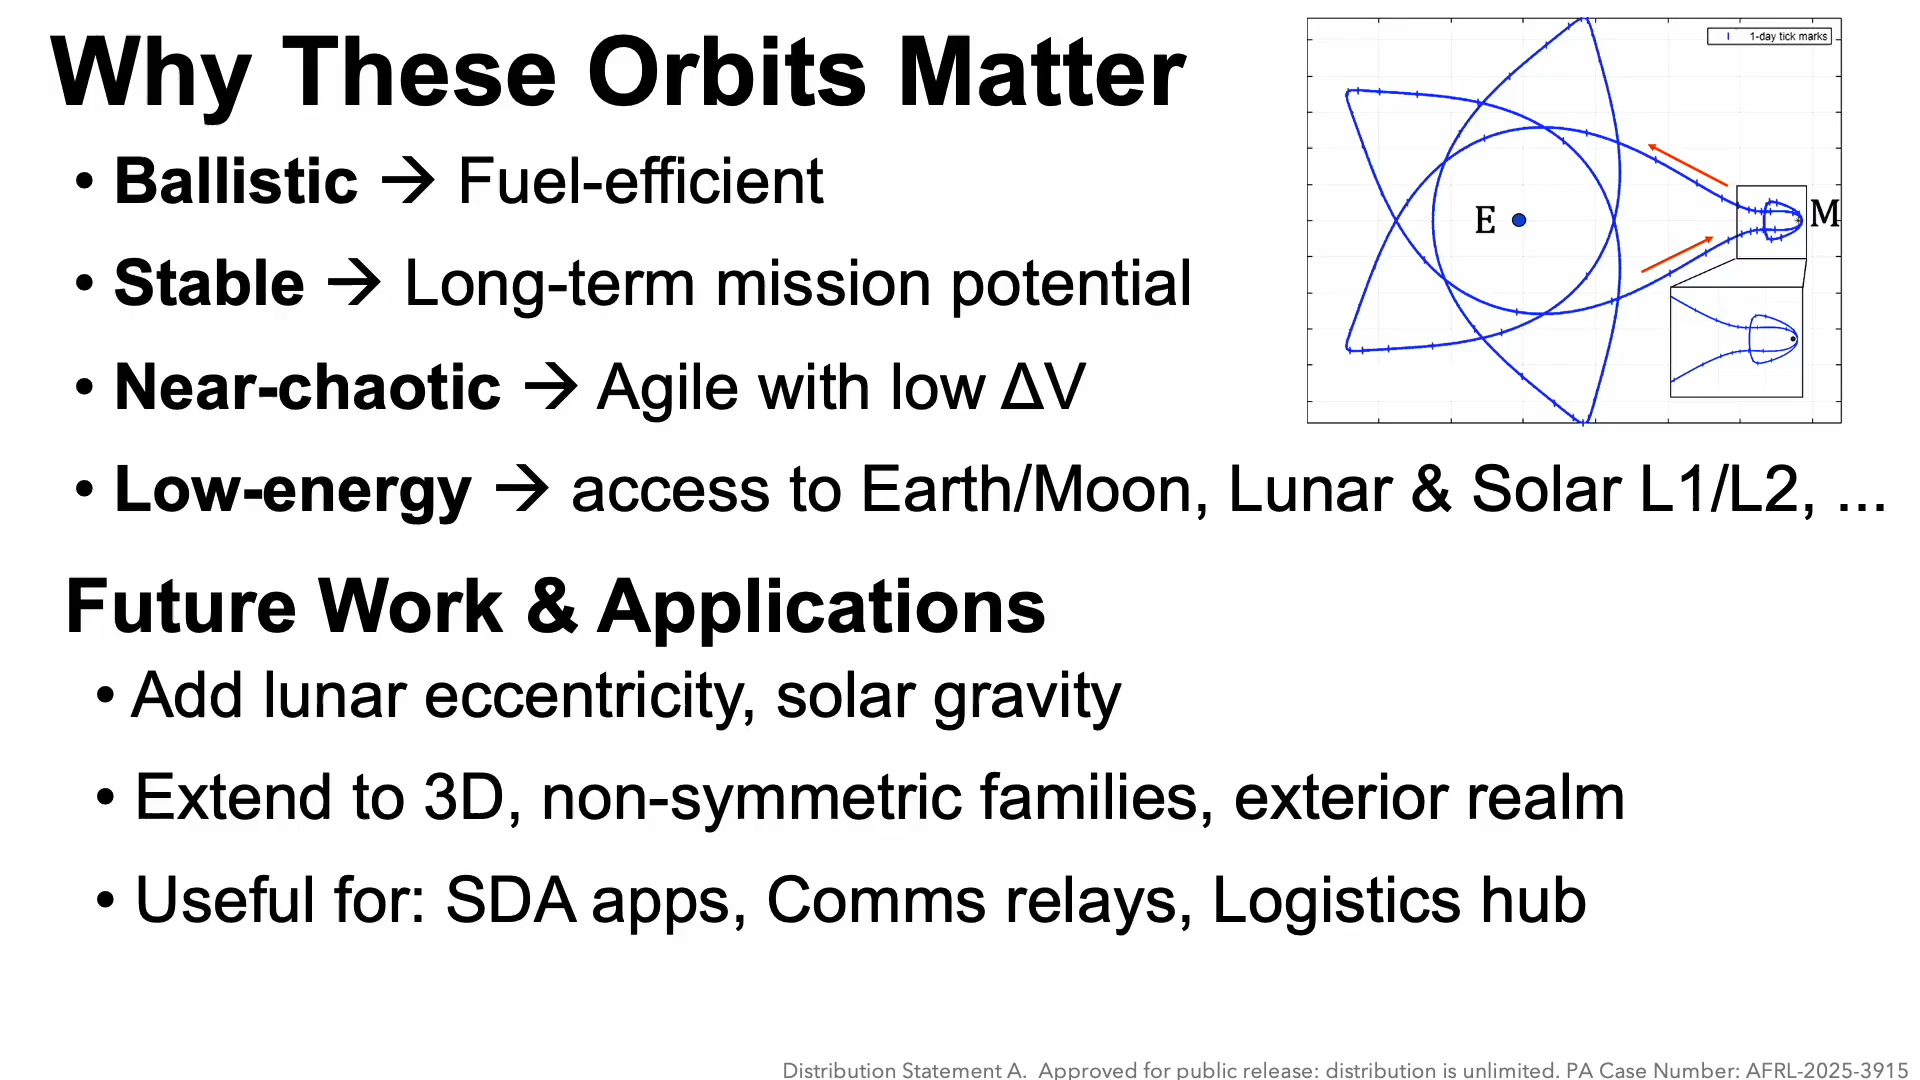 Why These Orbits Matter
• Ballistic → Fuel-efficient
• Stable → Long-term mission potential
• Near-chaotic → Agile with low ΔV
• Low-energy → access to Earth/Moon, Lunar & Solar L1/L2, ...
1-day tick marks
E
M
Future Work & Applications
• Add lunar eccentricity, solar gravity
• Extend to 3D, non-symmetric families, exterior realm
• Useful for: SDA apps, Comms relays, Logistics hub
Distribution Statement A. Approved for public release: distribution is unlimited. PA Case Number: AFRL-2025-3915